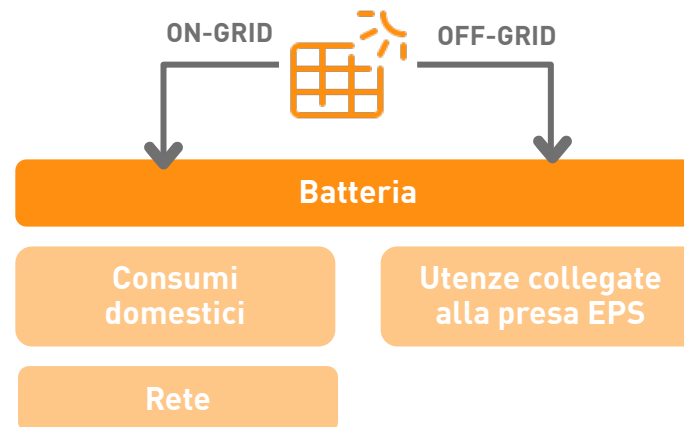 ON-GRID
OFF-GRID
Batteria
Consumi
domestici
Utenze collegate
alla presa EPS
Rete